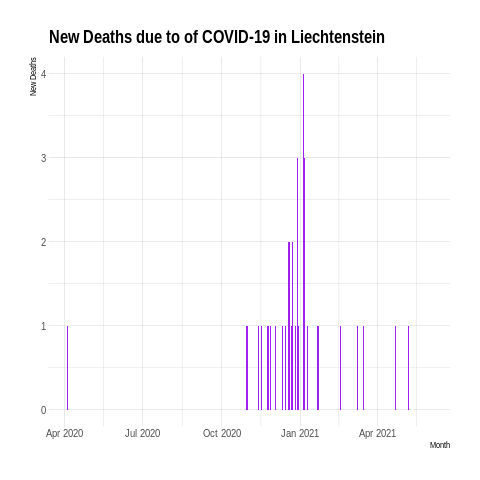 New Deaths due to of COVID-19 in Liechtenstein
New Deaths
4
3
2
1
0
Apr 2020 Jul 2020 Oct 2020 Jan 2021 Apr 2021
Month